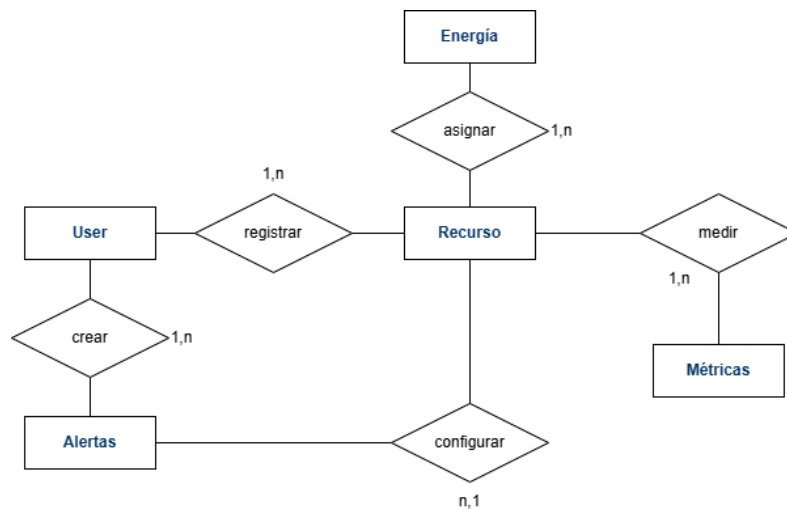 Energía
asignar
1,n
1,n
User
registrar
Recurso
medir
1,n
crear
1,n
Métricas
Alertas
configurar
n,1